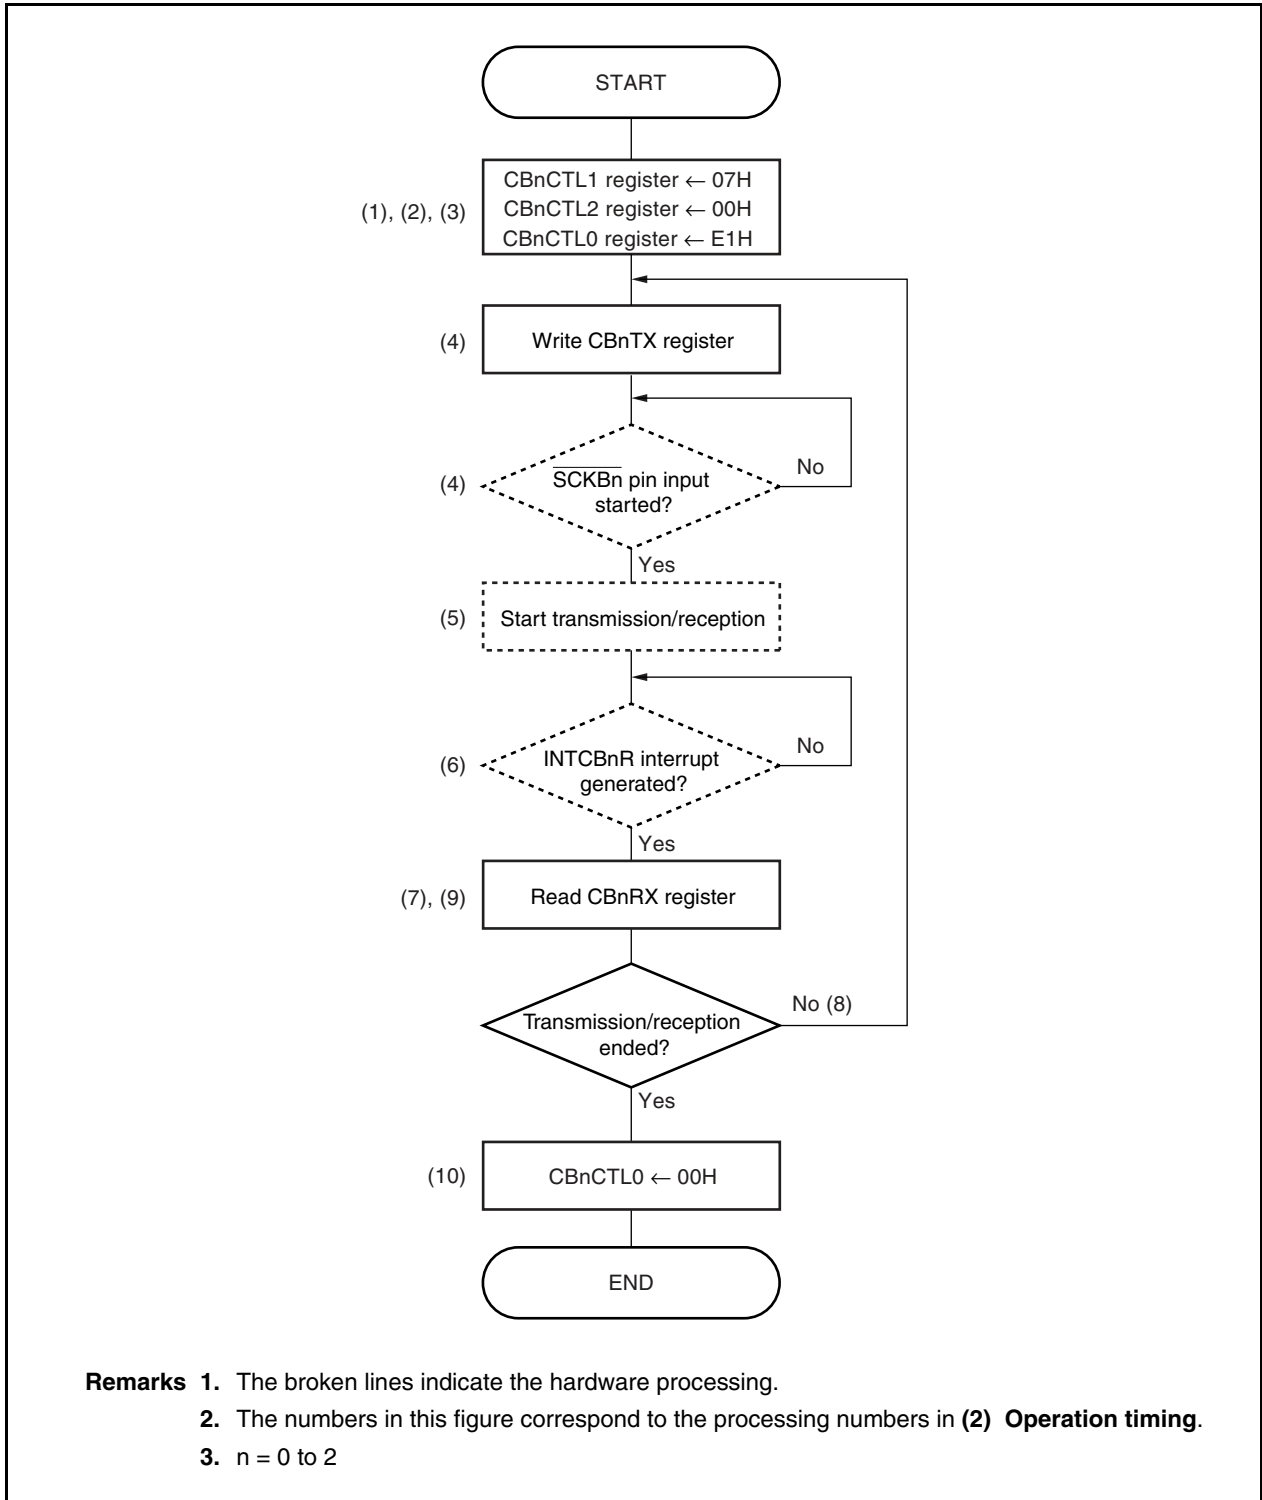 START
(1), (2), (3)
CBnCTL1 register ← 07H
CBnCTL2 register ← 00H
CBnCTL0 register ← E1H
(4)
Write CBnTX register
(4)
SCKBn pin input
started?
No
Yes
(5)
Start transmission/reception
(6)
INTCBnR interrupt
generated?
No
Yes
(7), (9)
Read CBnRX register
Transmission/reception
ended?
No (8)
Yes
(10)
CBnCTL0 ← 00H
END
Remarks 1. The broken lines indicate the hardware processing.
2. The numbers in this figure correspond to the processing numbers in (2) Operation timing.
3. n = 0 to 2